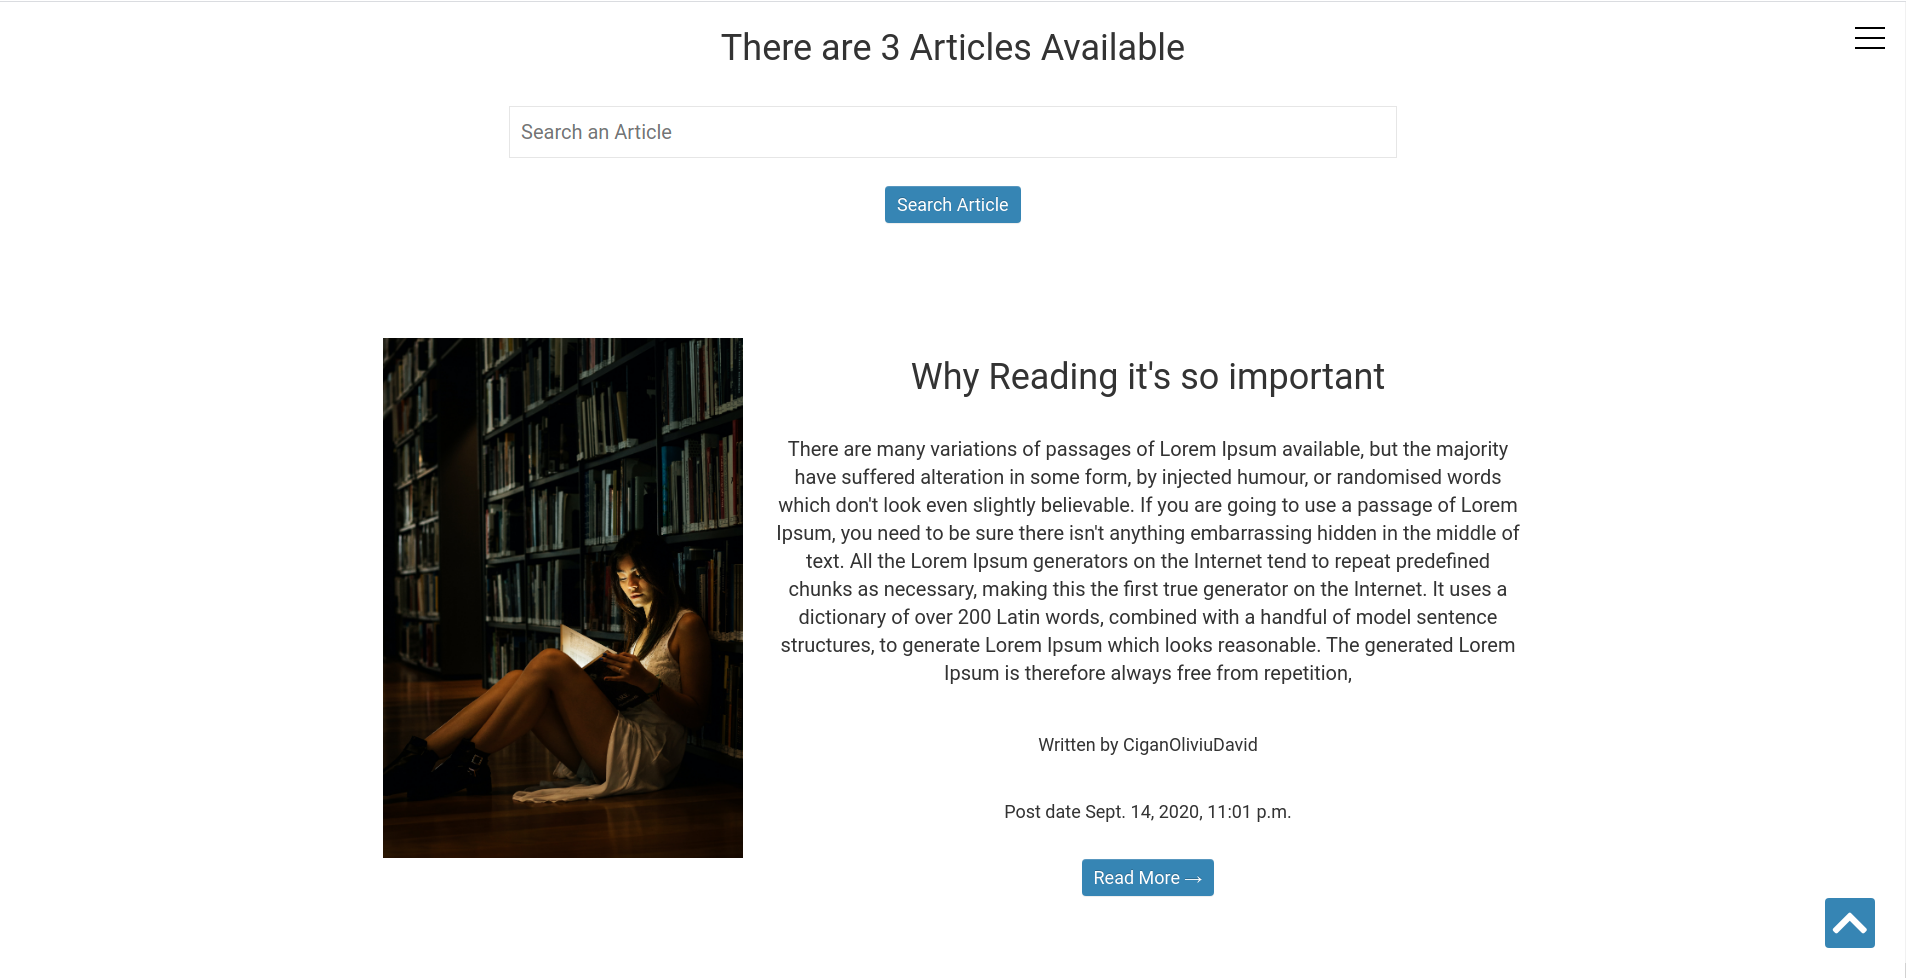 There are 3 Articles Available
Search an Article
Search Article
Why Reading it's so important
There are many variations of passages of Lorem Ipsum available, but the majority
have suffered alteration in some form, by injected humour, or randomised words
which don't look even slightly believable. If you are going to use a passage of Lorem
Ipsum, you need to be sure there isn't anything embarrassing hidden in the middle of
text. All the Lorem Ipsum generators on the Internet tend to repeat predefined
chunks as necessary, making this the first true generator on the Internet. It uses a
dictionary of over 200 Latin words, combined with a handful of model sentence
structures, to generate Lorem Ipsum which looks reasonable. The generated Lorem
Ipsum is therefore always free from repetition,
Written by CiganOliviuDavid
Post date Sept. 14, 2020, 11:01 p.m.
Read More →